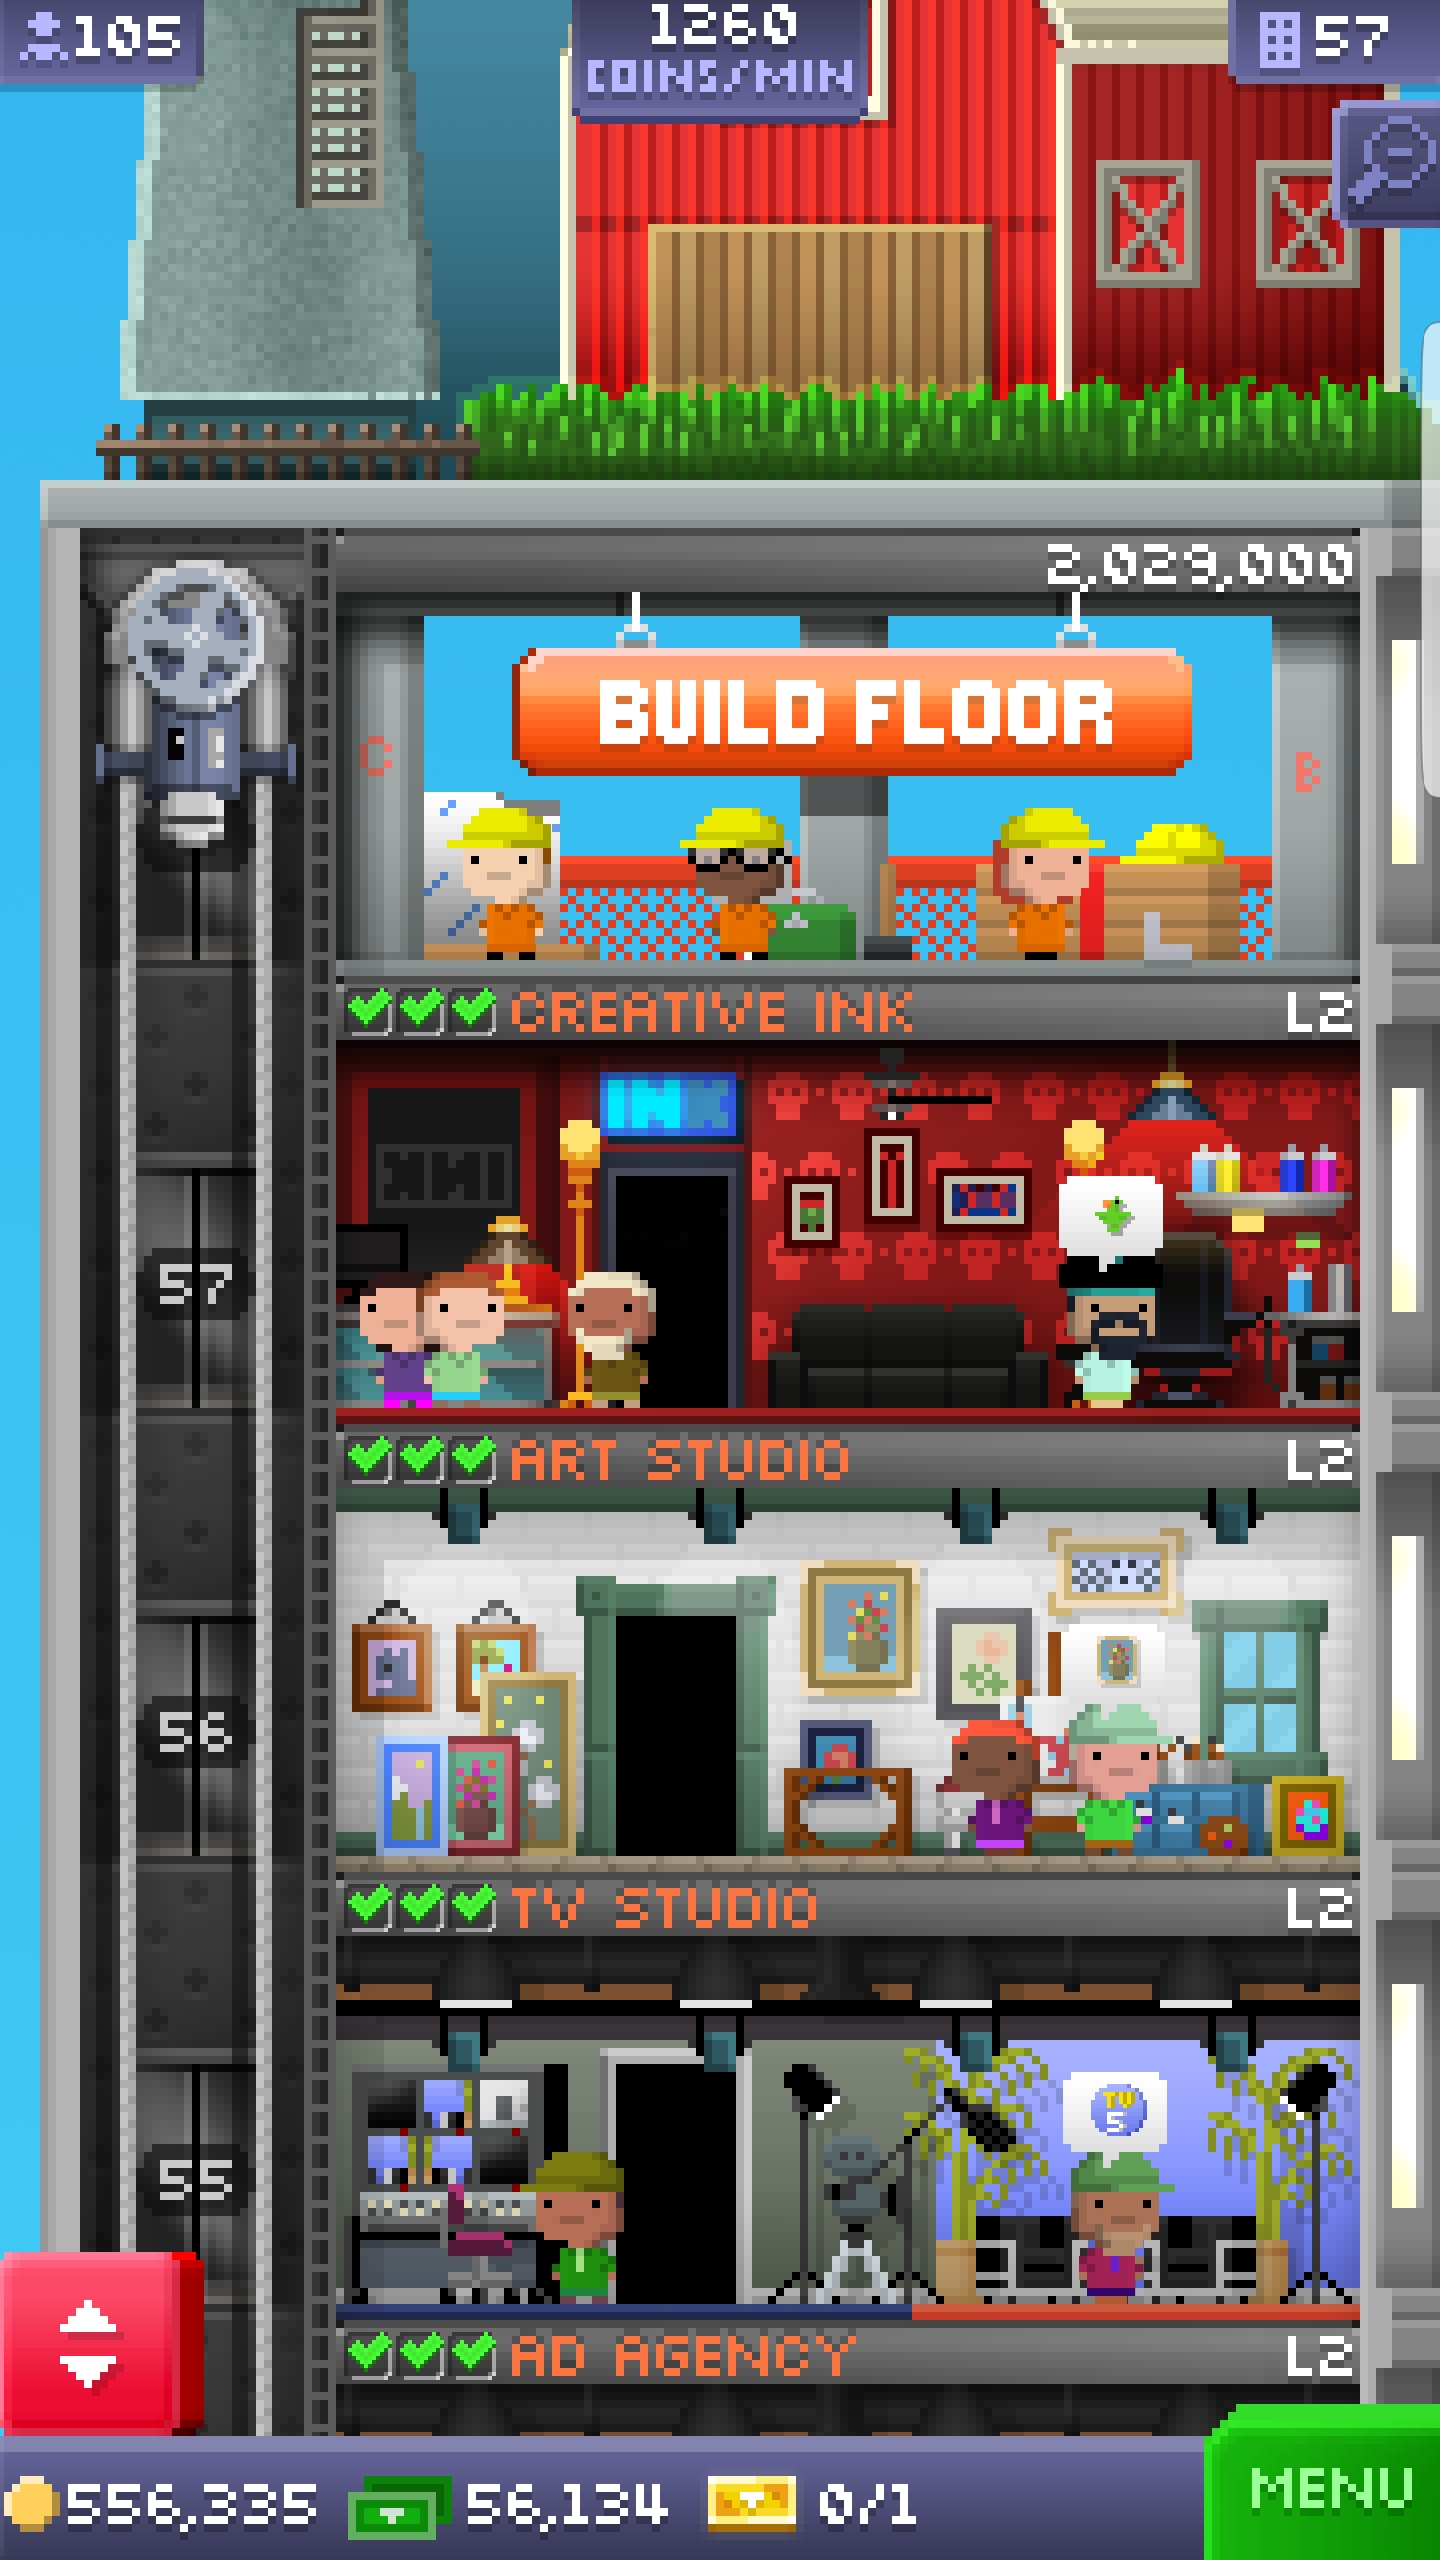 105
1260
COINS/MIN
57
2,029,000
BUILD FLOOR
C
B
CREATIVE INK L2
INK
57
ART STUDIO L2
56
TV STUDIO L2
TV
5
55
AD AGENCY L2
556,335 56,134 0/1
MENU